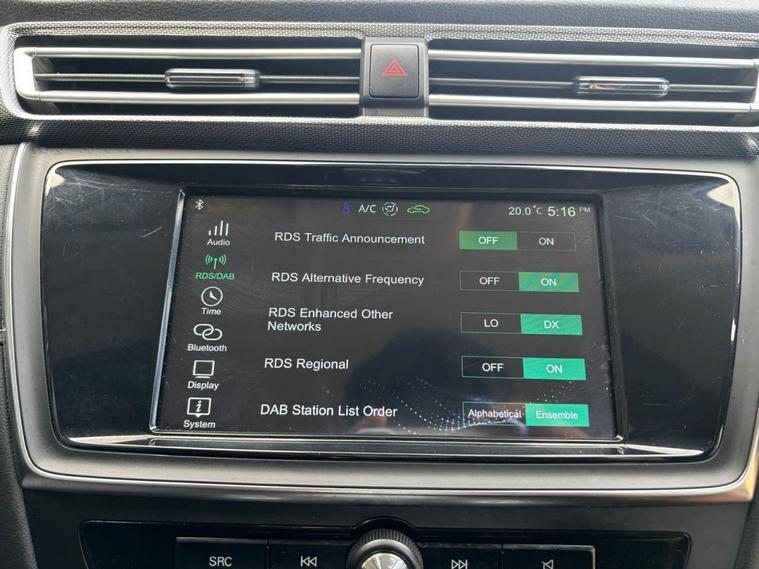 A/C 20.0°C 5:16 PM
Audio
RDS Traffic Announcement OFF ON
RDS/DAB
RDS Alternative Frequency OFF ON
Time
RDS Enhanced Other
Networks LO DX
Bluetooth
RDS Regional OFF ON
Display
DAB Station List Order Alphabetical Ensemble
System
SRC